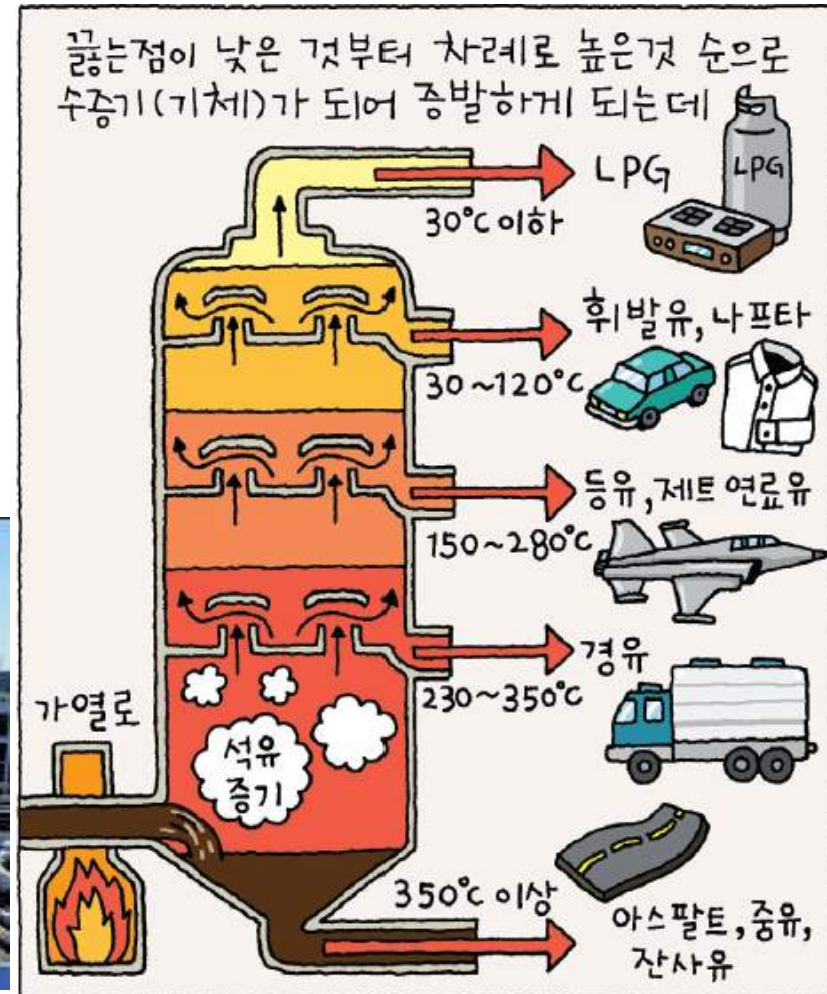 끓는점이 낮은 것부터 차례로 높은것 순으로
수증기(기체)가 되어 증발하게 되는데
LPG
LPG
30℃ 이하
휘발유, 나프타
30~120℃
등유, 제트 연료유
150~280℃
경유
230~350℃
가열로
석유
증기
350℃ 이상
아스팔트, 중유,
잔사유